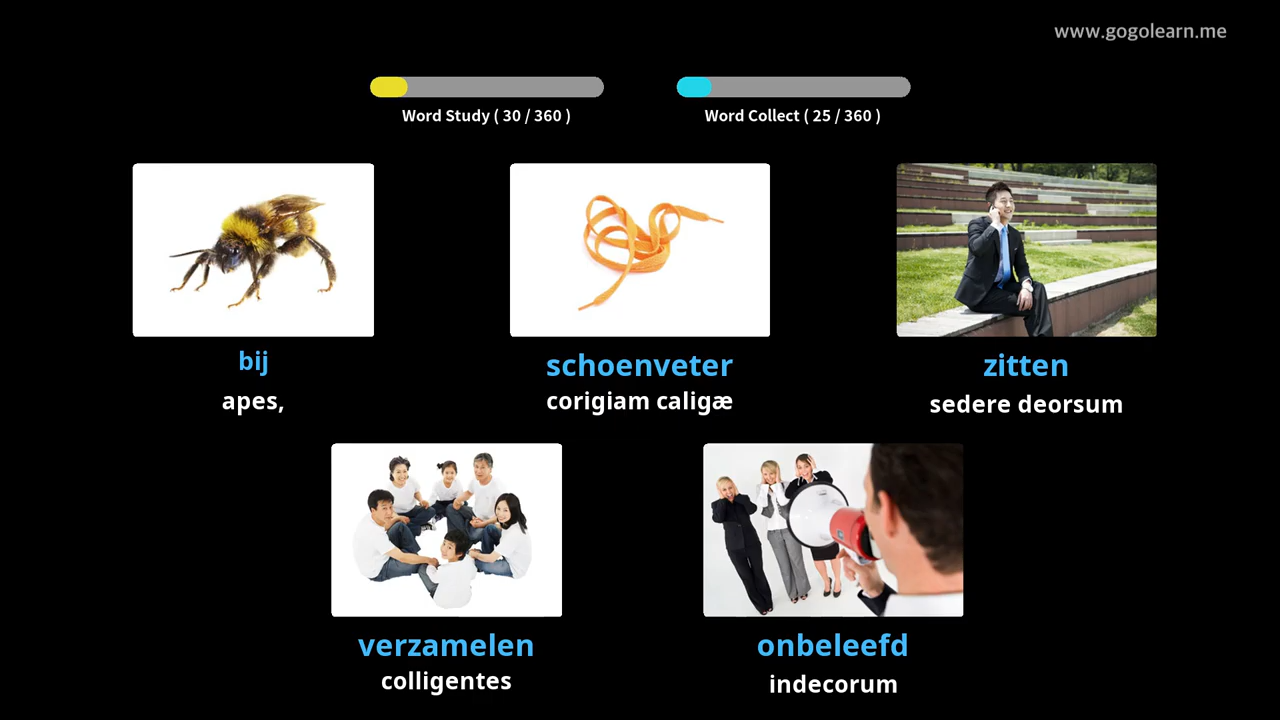 www.gogolearn.me
Word Study ( 30 / 360 )
Word Collect ( 25 / 360 )
bij
apes,
schoenveter
corigiam caligæ
zitten
sedere deorsum
verzamelen
colligentes
onbeleefd
indecorum